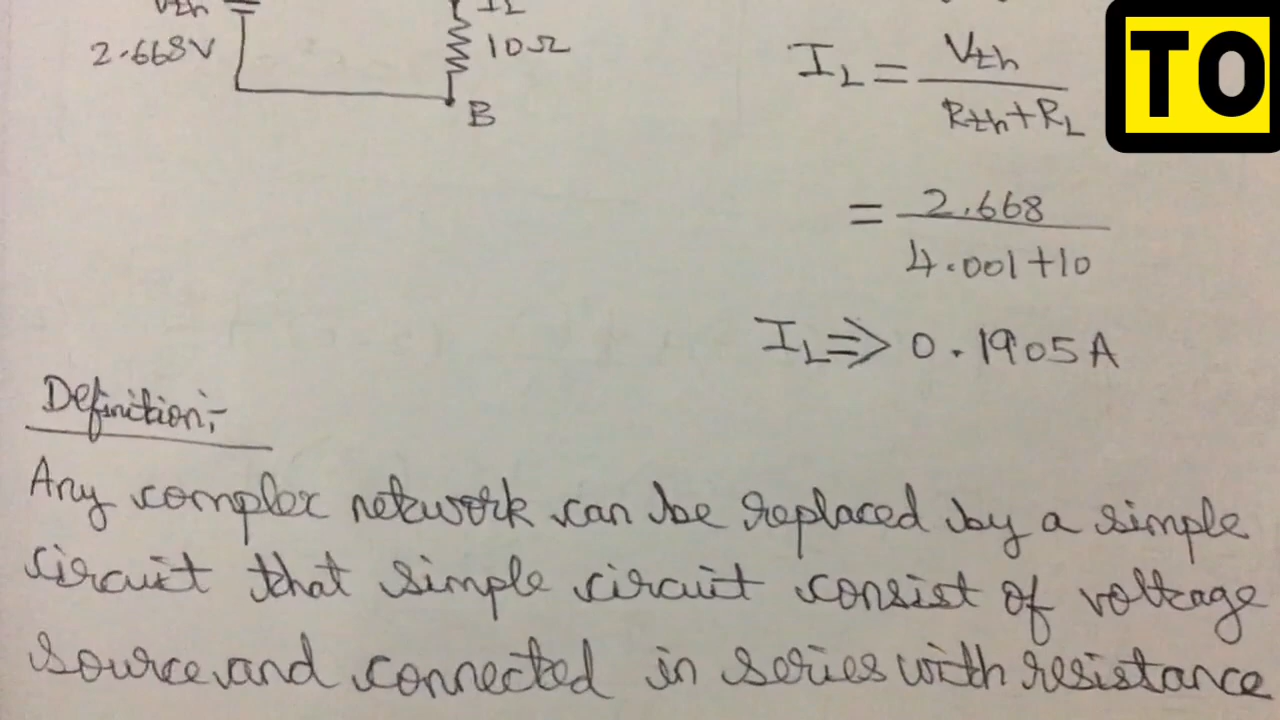 Vth
IL
2.668V
10Ω
B
IL = Vth
Rth+RL
TO
= 2.668
4.001+10
IL ⇒ 0.1905A
Definition:-
Any complex network can be replaced by a simple
circuit that simple circuit consist of voltage
source and connected in series with resistance